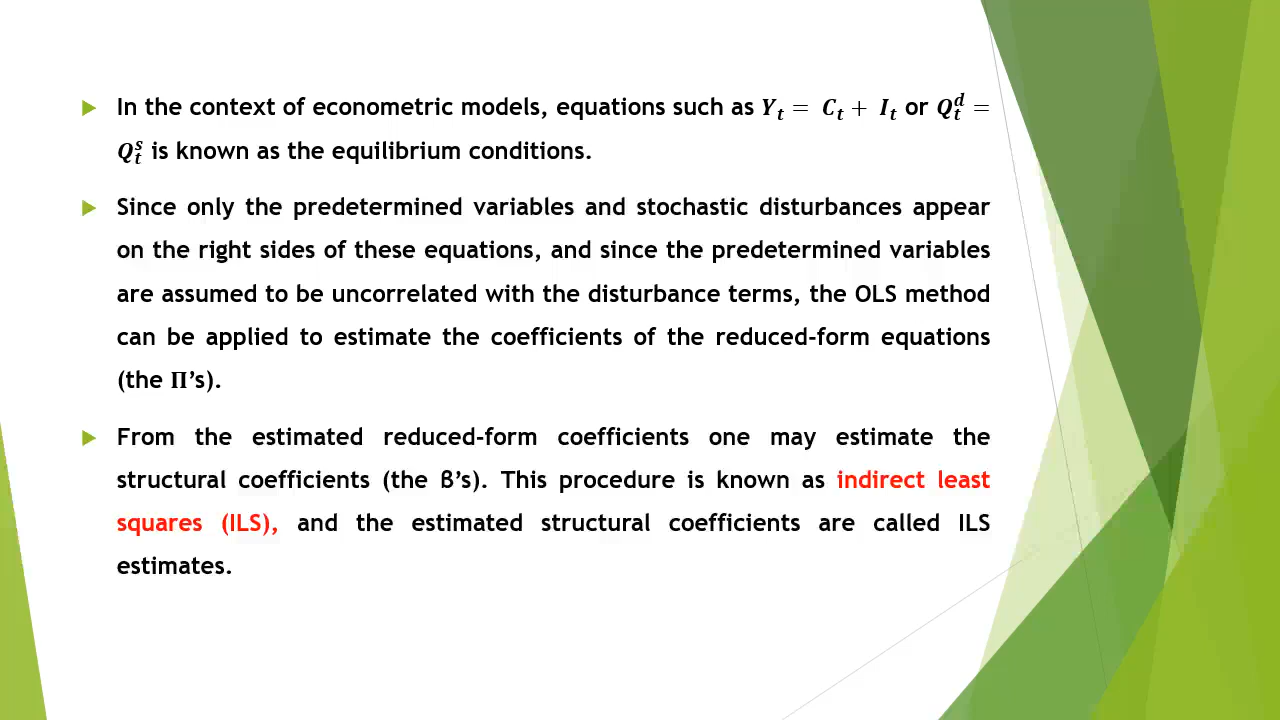 In the context of econometric models, equations such as 𝒀ₜ = 𝑪ₜ + 𝑰ₜ or 𝑸ₜᵈ =
𝑸ₜˢ is known as the equilibrium conditions.
Since only the predetermined variables and stochastic disturbances appear
on the right sides of these equations, and since the predetermined variables
are assumed to be uncorrelated with the disturbance terms, the OLS method
can be applied to estimate the coefficients of the reduced-form equations
(the Π’s).
From the estimated reduced-form coefficients one may estimate the
structural coefficients (the ß’s). This procedure is known as indirect least
squares (ILS), and the estimated structural coefficients are called ILS
estimates.